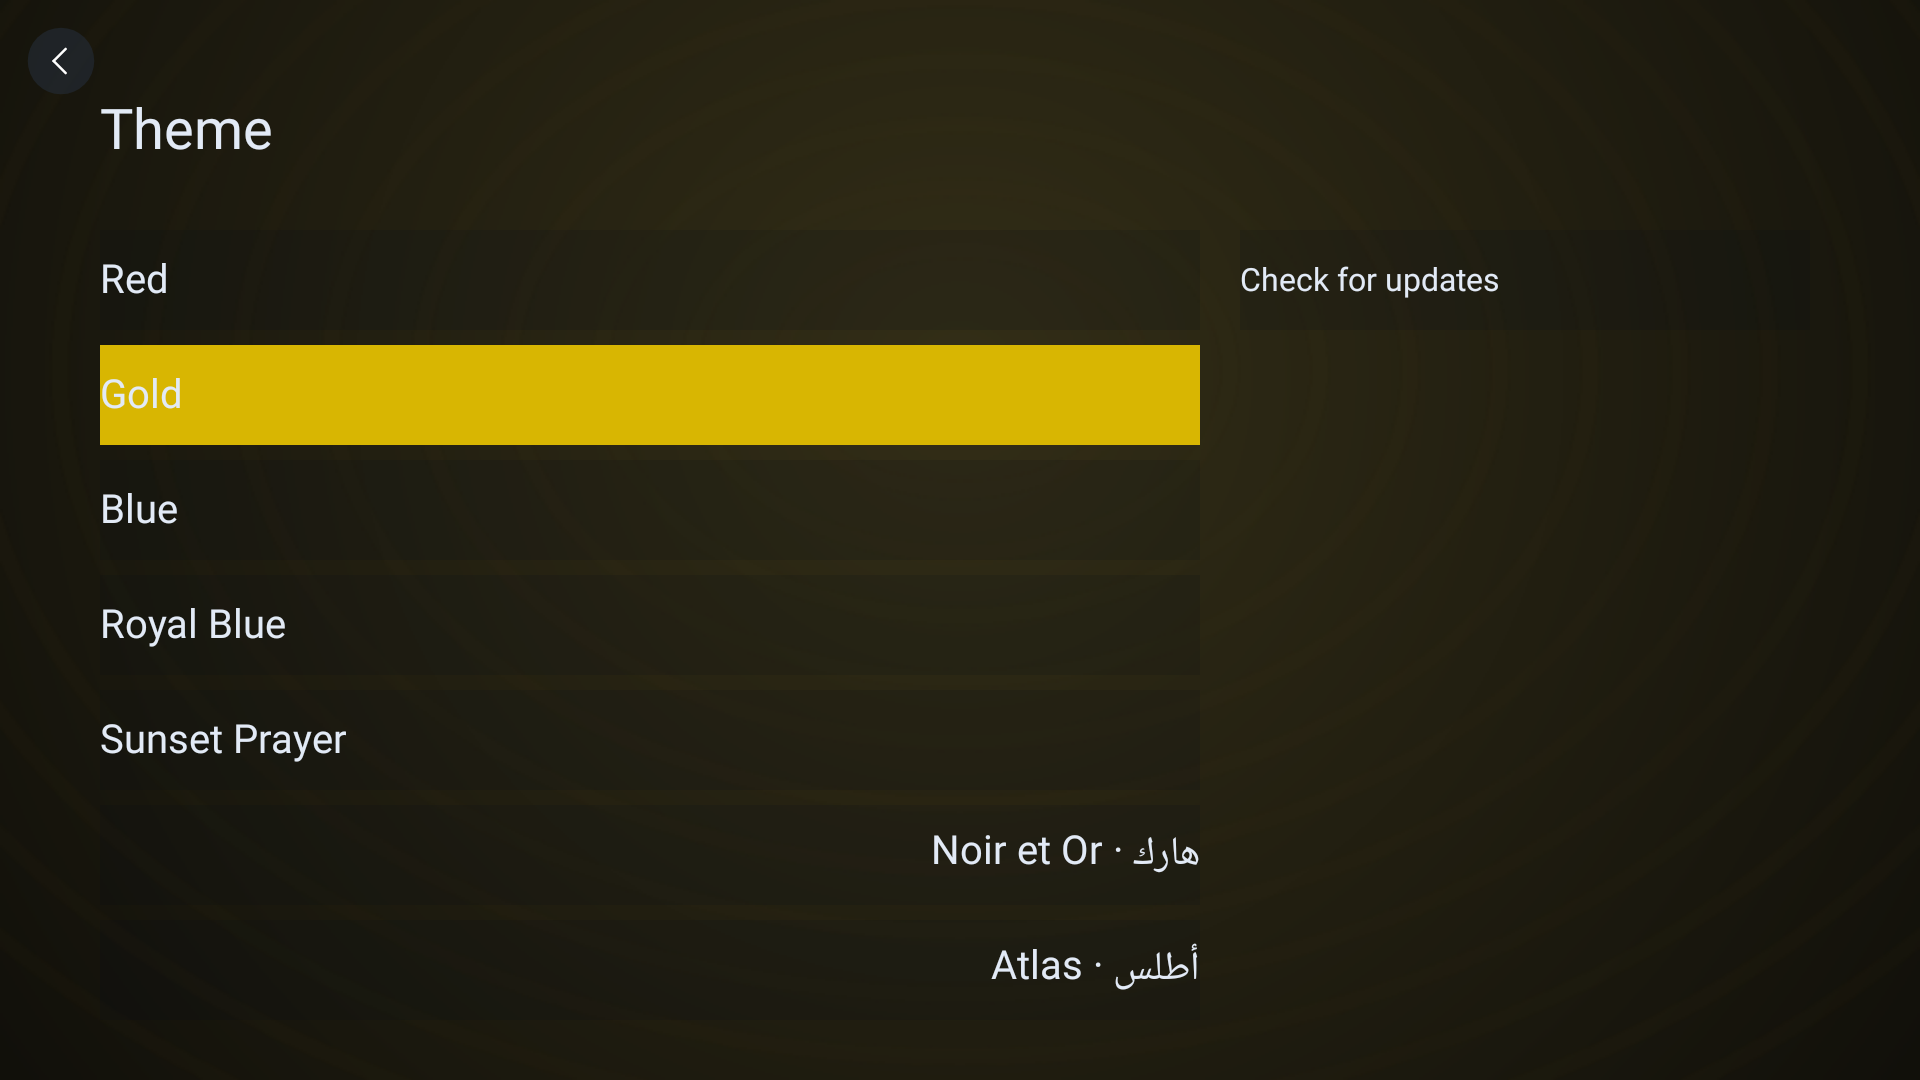 Theme
Red
Check for updates
Gold
Blue
Royal Blue
Sunset Prayer
هارك · Noir et Or
أطلس · Atlas